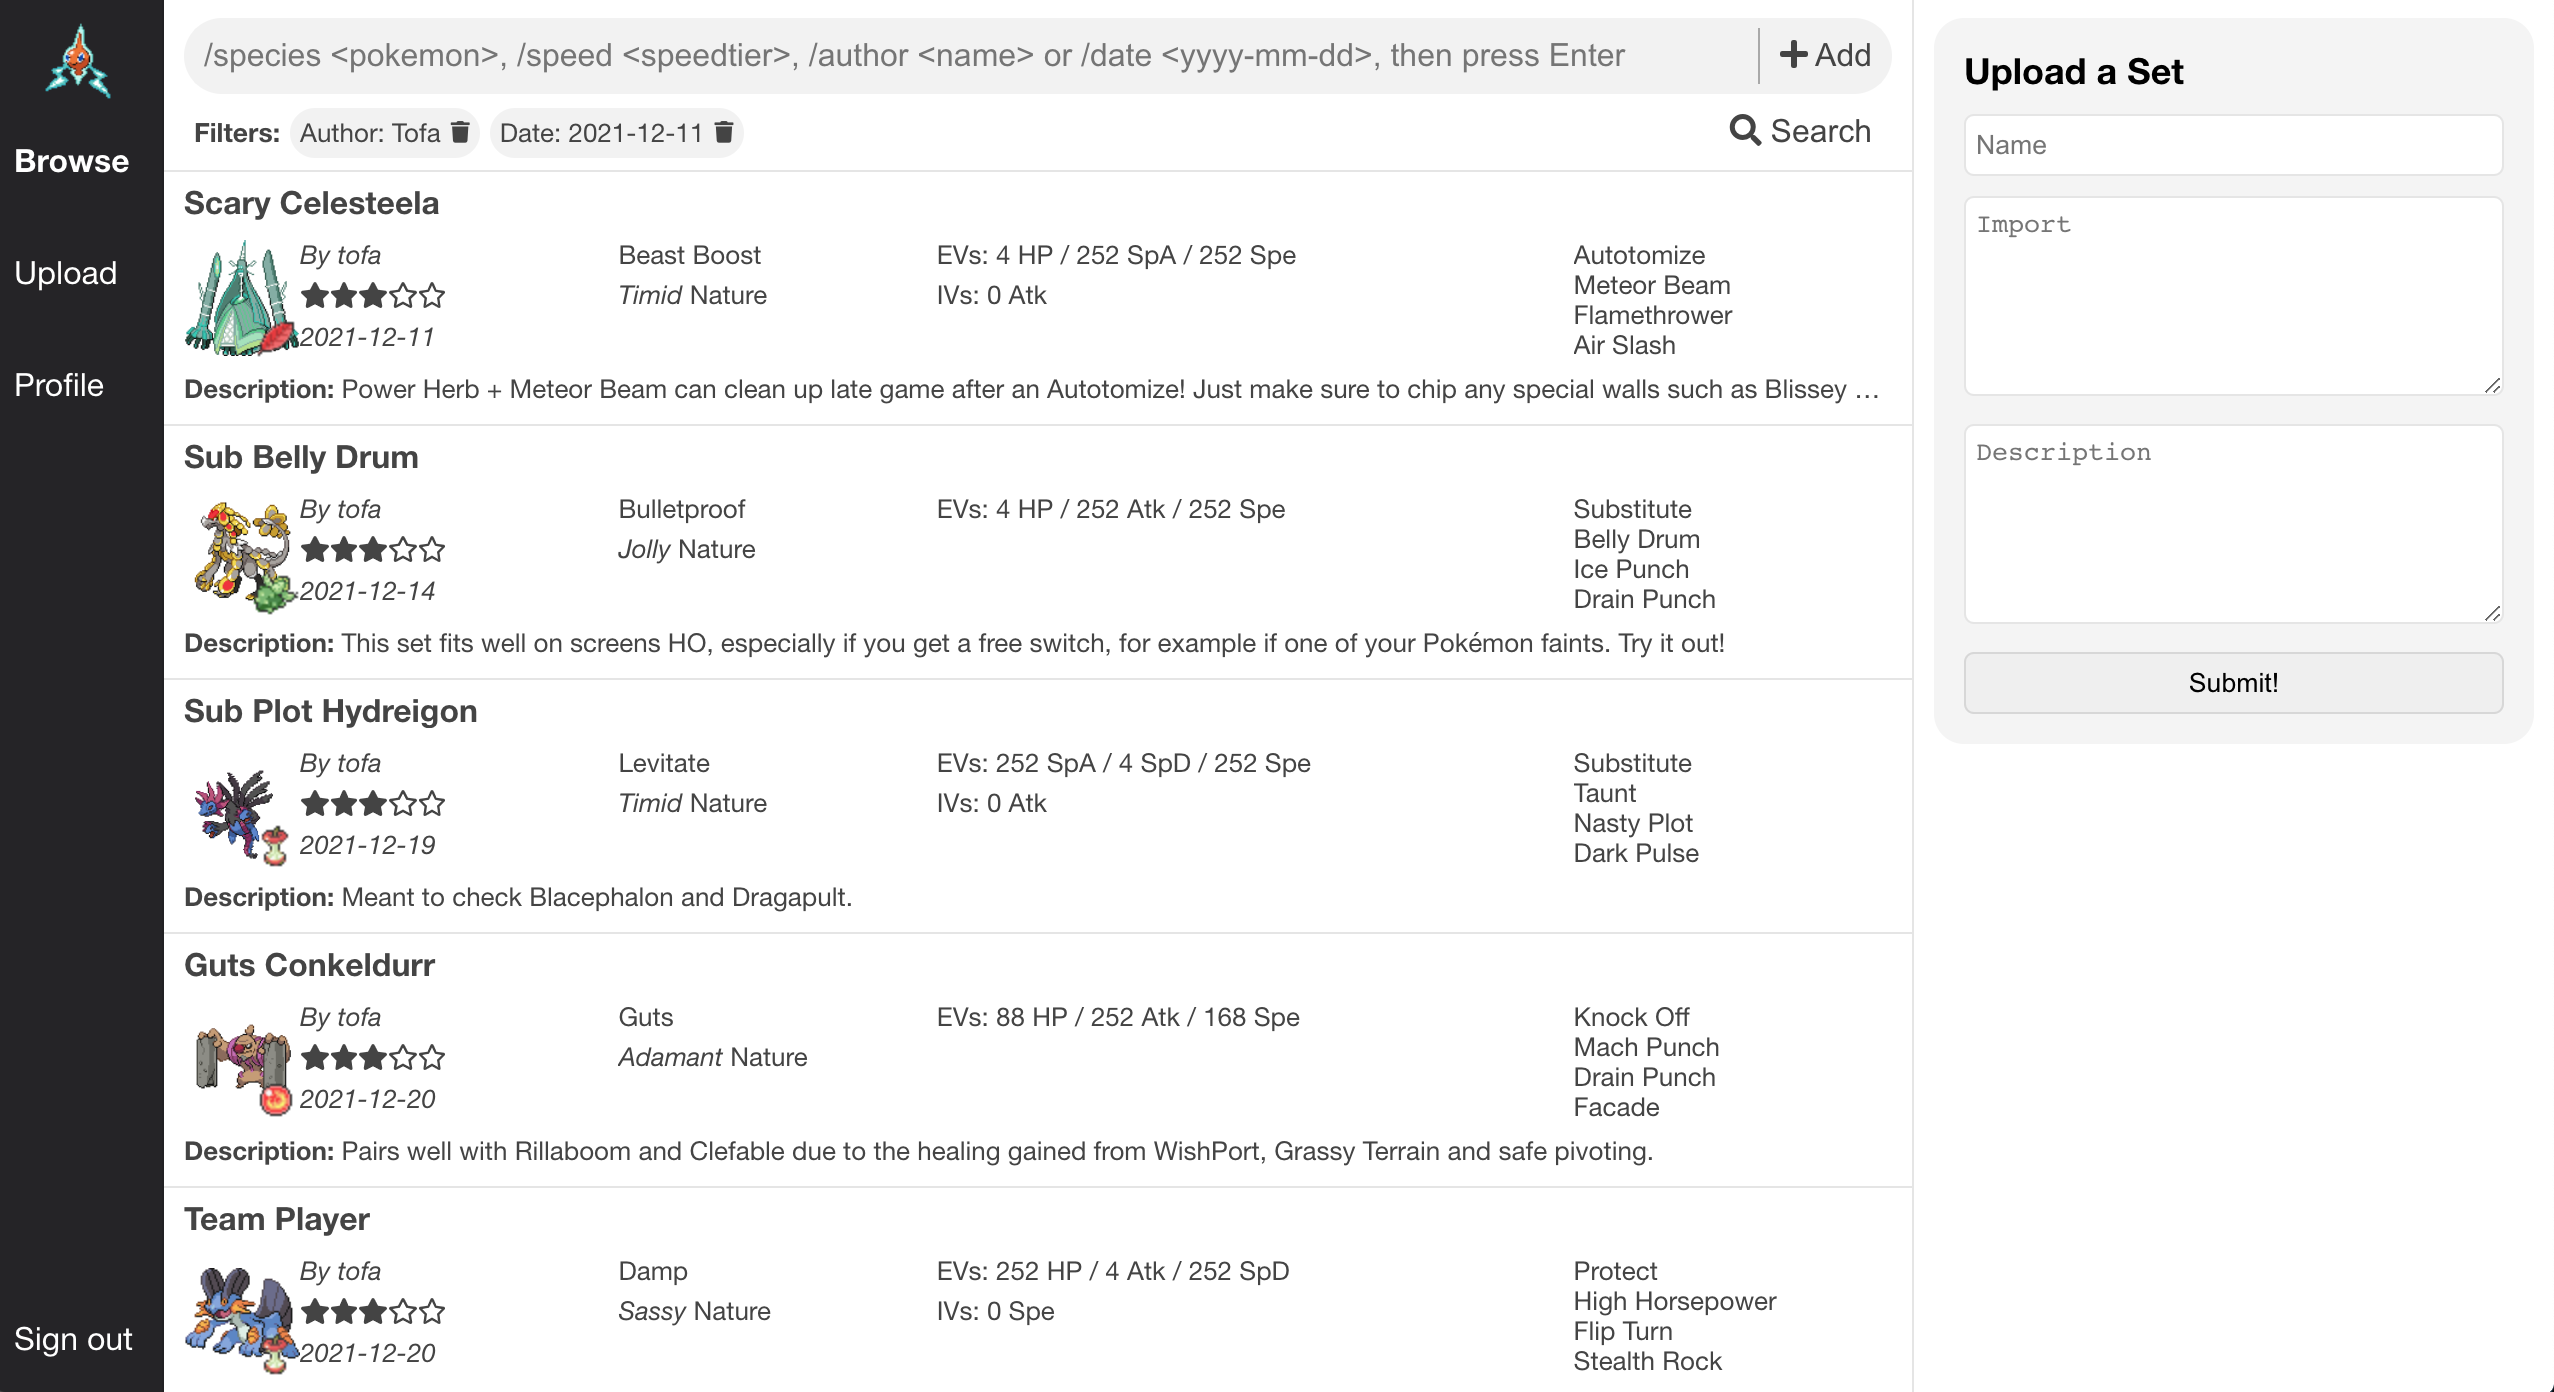 Browse
Upload
Profile
Sign out
/species <pokemon>, /speed <speedtier>, /author <name> or /date <yyyy-mm-dd>, then press Enter
Add
Filters: Author: Tofa Date: 2021-12-11
Search
Scary Celesteela
By tofa
2021-12-11
Beast Boost
Timid Nature
EVs: 4 HP / 252 SpA / 252 Spe
IVs: 0 Atk
Autotomize
Meteor Beam
Flamethrower
Air Slash
Description: Power Herb + Meteor Beam can clean up late game after an Autotomize! Just make sure to chip any special walls such as Blissey …
Sub Belly Drum
By tofa
2021-12-14
Bulletproof
Jolly Nature
EVs: 4 HP / 252 Atk / 252 Spe
Substitute
Belly Drum
Ice Punch
Drain Punch
Description: This set fits well on screens HO, especially if you get a free switch, for example if one of your Pokémon faints. Try it out!
Sub Plot Hydreigon
By tofa
2021-12-19
Levitate
Timid Nature
EVs: 252 SpA / 4 SpD / 252 Spe
IVs: 0 Atk
Substitute
Taunt
Nasty Plot
Dark Pulse
Description: Meant to check Blacephalon and Dragapult.
Guts Conkeldurr
By tofa
2021-12-20
Guts
Adamant Nature
EVs: 88 HP / 252 Atk / 168 Spe
Knock Off
Mach Punch
Drain Punch
Facade
Description: Pairs well with Rillaboom and Clefable due to the healing gained from WishPort, Grassy Terrain and safe pivoting.
Team Player
By tofa
2021-12-20
Damp
Sassy Nature
EVs: 252 HP / 4 Atk / 252 SpD
IVs: 0 Spe
Protect
High Horsepower
Flip Turn
Stealth Rock
Upload a Set
Name
Import
Description
Submit!